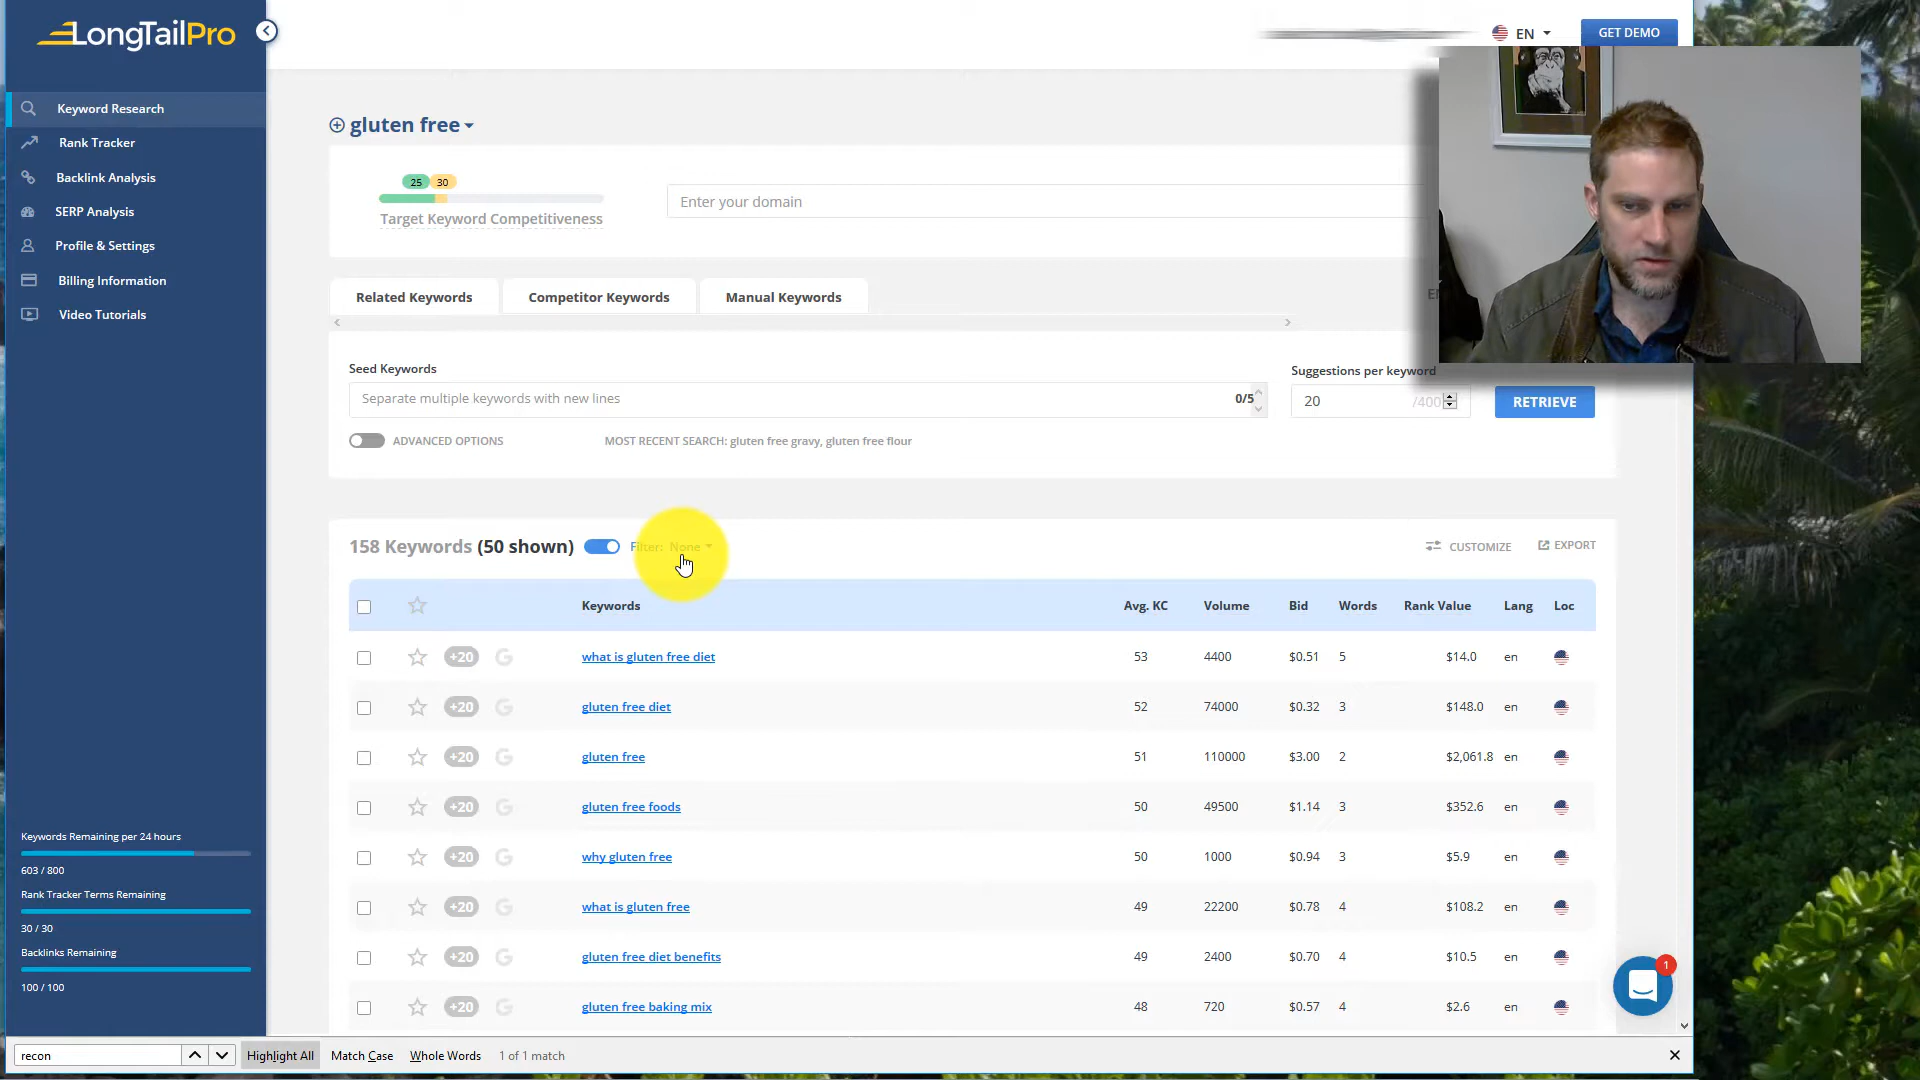 LongTailPro
EN
GET DEMO
Keyword Research
Rank Tracker
Backlink Analysis
SERP Analysis
Profile & Settings
Billing Information
Video Tutorials
gluten free
25 30
Target Keyword Competitiveness
Enter your domain
Related Keywords
Competitor Keywords
Manual Keywords
Seed Keywords
Suggestions per keyword
Separate multiple keywords with new lines
0/5
20 /400
RETRIEVE
ADVANCED OPTIONS
MOST RECENT SEARCH: gluten free gravy, gluten free flour
158 Keywords (50 shown)
Filter: None
CUSTOMIZE
EXPORT
Keywords Avg. KC Volume Bid Words Rank Value Lang Loc
+20 what is gluten free diet 53 4400 $0.51 5 $14.0 en
+20 gluten free diet 52 74000 $0.32 3 $148.0 en
+20 gluten free 51 110000 $3.00 2 $2,061.8 en
+20 gluten free foods 50 49500 $1.14 3 $352.6 en
+20 why gluten free 50 1000 $0.94 3 $5.9 en
+20 what is gluten free 49 22200 $0.78 4 $108.2 en
+20 gluten free diet benefits 49 2400 $0.70 4 $10.5 en
+20 gluten free baking mix 48 720 $0.57 4 $2.6 en
Keywords Remaining per 24 hours
603 / 800
Rank Tracker Terms Remaining
30 / 30
Backlinks Remaining
100 / 100
1
recon
Highlight All Match Case Whole Words 1 of 1 match